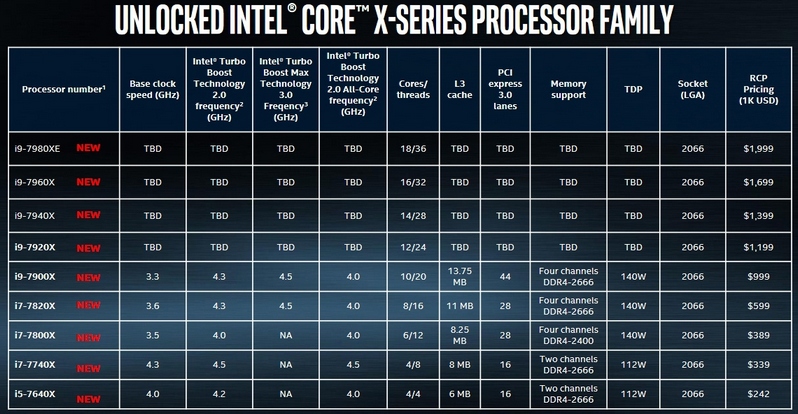 UNLOCKED INTEL® CORE™ X-SERIES PROCESSOR FAMILY
Processor number¹ | Base clock speed (GHz) | Intel® Turbo Boost Technology 2.0 frequency² (GHz) | Intel® Turbo Boost Max Technology 3.0 Freqency³ (GHz) | Intel® Turbo Boost Technology 2.0 All-Core frequency² (GHz) | Cores/threads | L3 cache | PCI express 3.0 lanes | Memory support | TDP | Socket (LGA) | RCP Pricing (1K USD)
i9-7980XE NEW | TBD | TBD | TBD | TBD | 18/36 | TBD | TBD | TBD | TBD | 2066 | $1,999
i9-7960X NEW | TBD | TBD | TBD | TBD | 16/32 | TBD | TBD | TBD | TBD | 2066 | $1,699
i9-7940X NEW | TBD | TBD | TBD | TBD | 14/28 | TBD | TBD | TBD | TBD | 2066 | $1,399
i9-7920X NEW | TBD | TBD | TBD | TBD | 12/24 | TBD | TBD | TBD | TBD | 2066 | $1,199
i9-7900X NEW | 3.3 | 4.3 | 4.5 | 4.0 | 10/20 | 13.75 MB | 44 | Four channels DDR4-2666 | 140W | 2066 | $999
i7-7820X NEW | 3.6 | 4.3 | 4.5 | 4.0 | 8/16 | 11 MB | 28 | Four channels DDR4-2666 | 140W | 2066 | $599
i7-7800X NEW | 3.5 | 4.0 | NA | 4.0 | 6/12 | 8.25 MB | 28 | Four channels DDR4-2400 | 140W | 2066 | $389
i7-7740X NEW | 4.3 | 4.5 | NA | 4.5 | 4/8 | 8 MB | 16 | Two channels DDR4-2666 | 112W | 2066 | $339
i5-7640X NEW | 4.0 | 4.2 | NA | 4.0 | 4/4 | 6 MB | 16 | Two channels DDR4-2666 | 112W | 2066 | $242